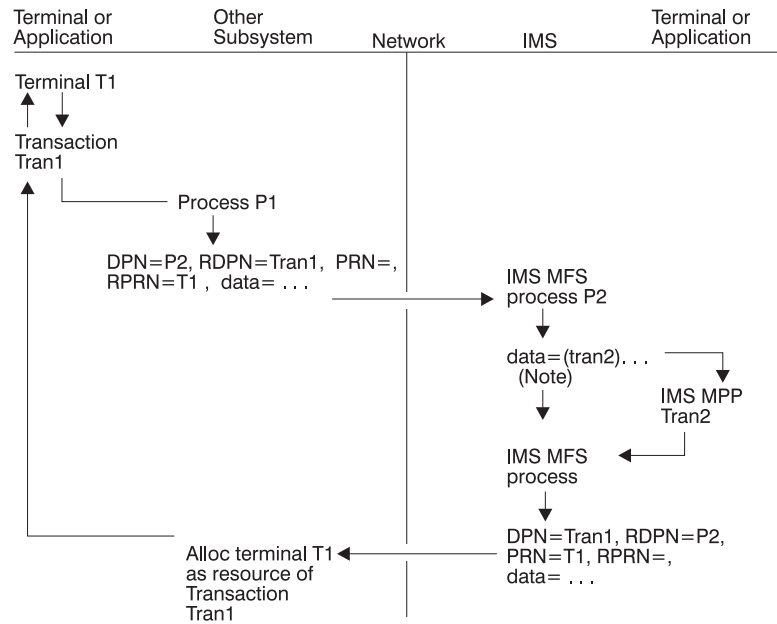 Terminal or
Application
Other
Subsystem
Network
IMS
Terminal or
Application
Terminal T1
Transaction
Tran1
Process P1
DPN=P2, RDPN=Tran1, PRN=,
RPRN=T1 , data= . . .
IMS MFS
process P2
data=(tran2). . .
(Note)
IMS MPP
Tran2
IMS MFS
process
DPN=Tran1, RDPN=P2,
PRN=T1, RPRN=,
data= . . .
Alloc terminal T1
as resource of
Transaction
Tran1